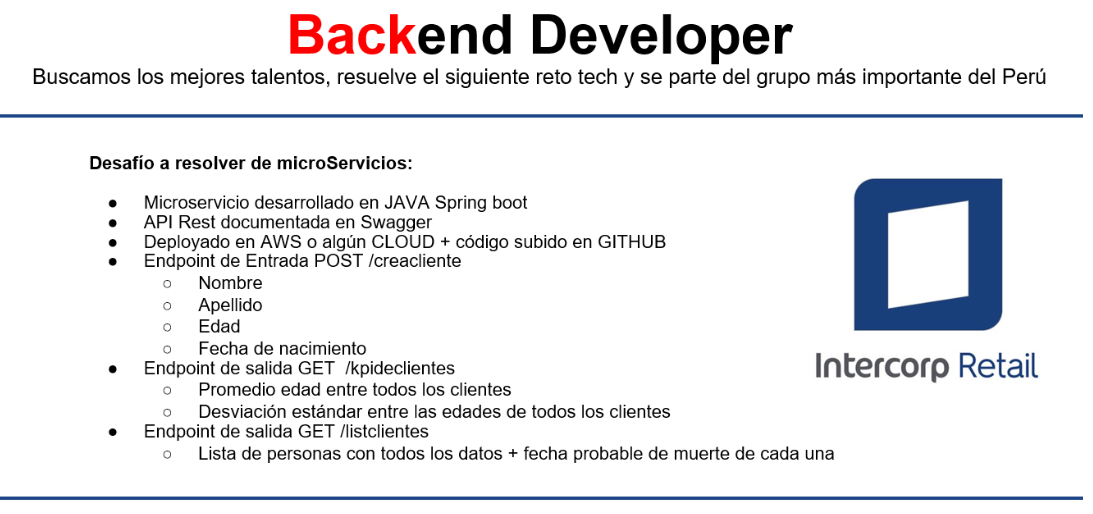 Backend Developer
Buscamos los mejores talentos, resuelve el siguiente reto tech y se parte del grupo más importante del Perú
Desafío a resolver de microServicios:
● Microservicio desarrollado en JAVA Spring boot
● API Rest documentada en Swagger
● Deployado en AWS o algún CLOUD + código subido en GITHUB
● Endpoint de Entrada POST /creacliente
○ Nombre
○ Apellido
○ Edad
○ Fecha de nacimiento
● Endpoint de salida GET /kpideclientes
○ Promedio edad entre todos los clientes
○ Desviación estándar entre las edades de todos los clientes
● Endpoint de salida GET /listclientes
○ Lista de personas con todos los datos + fecha probable de muerte de cada una
Intercorp Retail